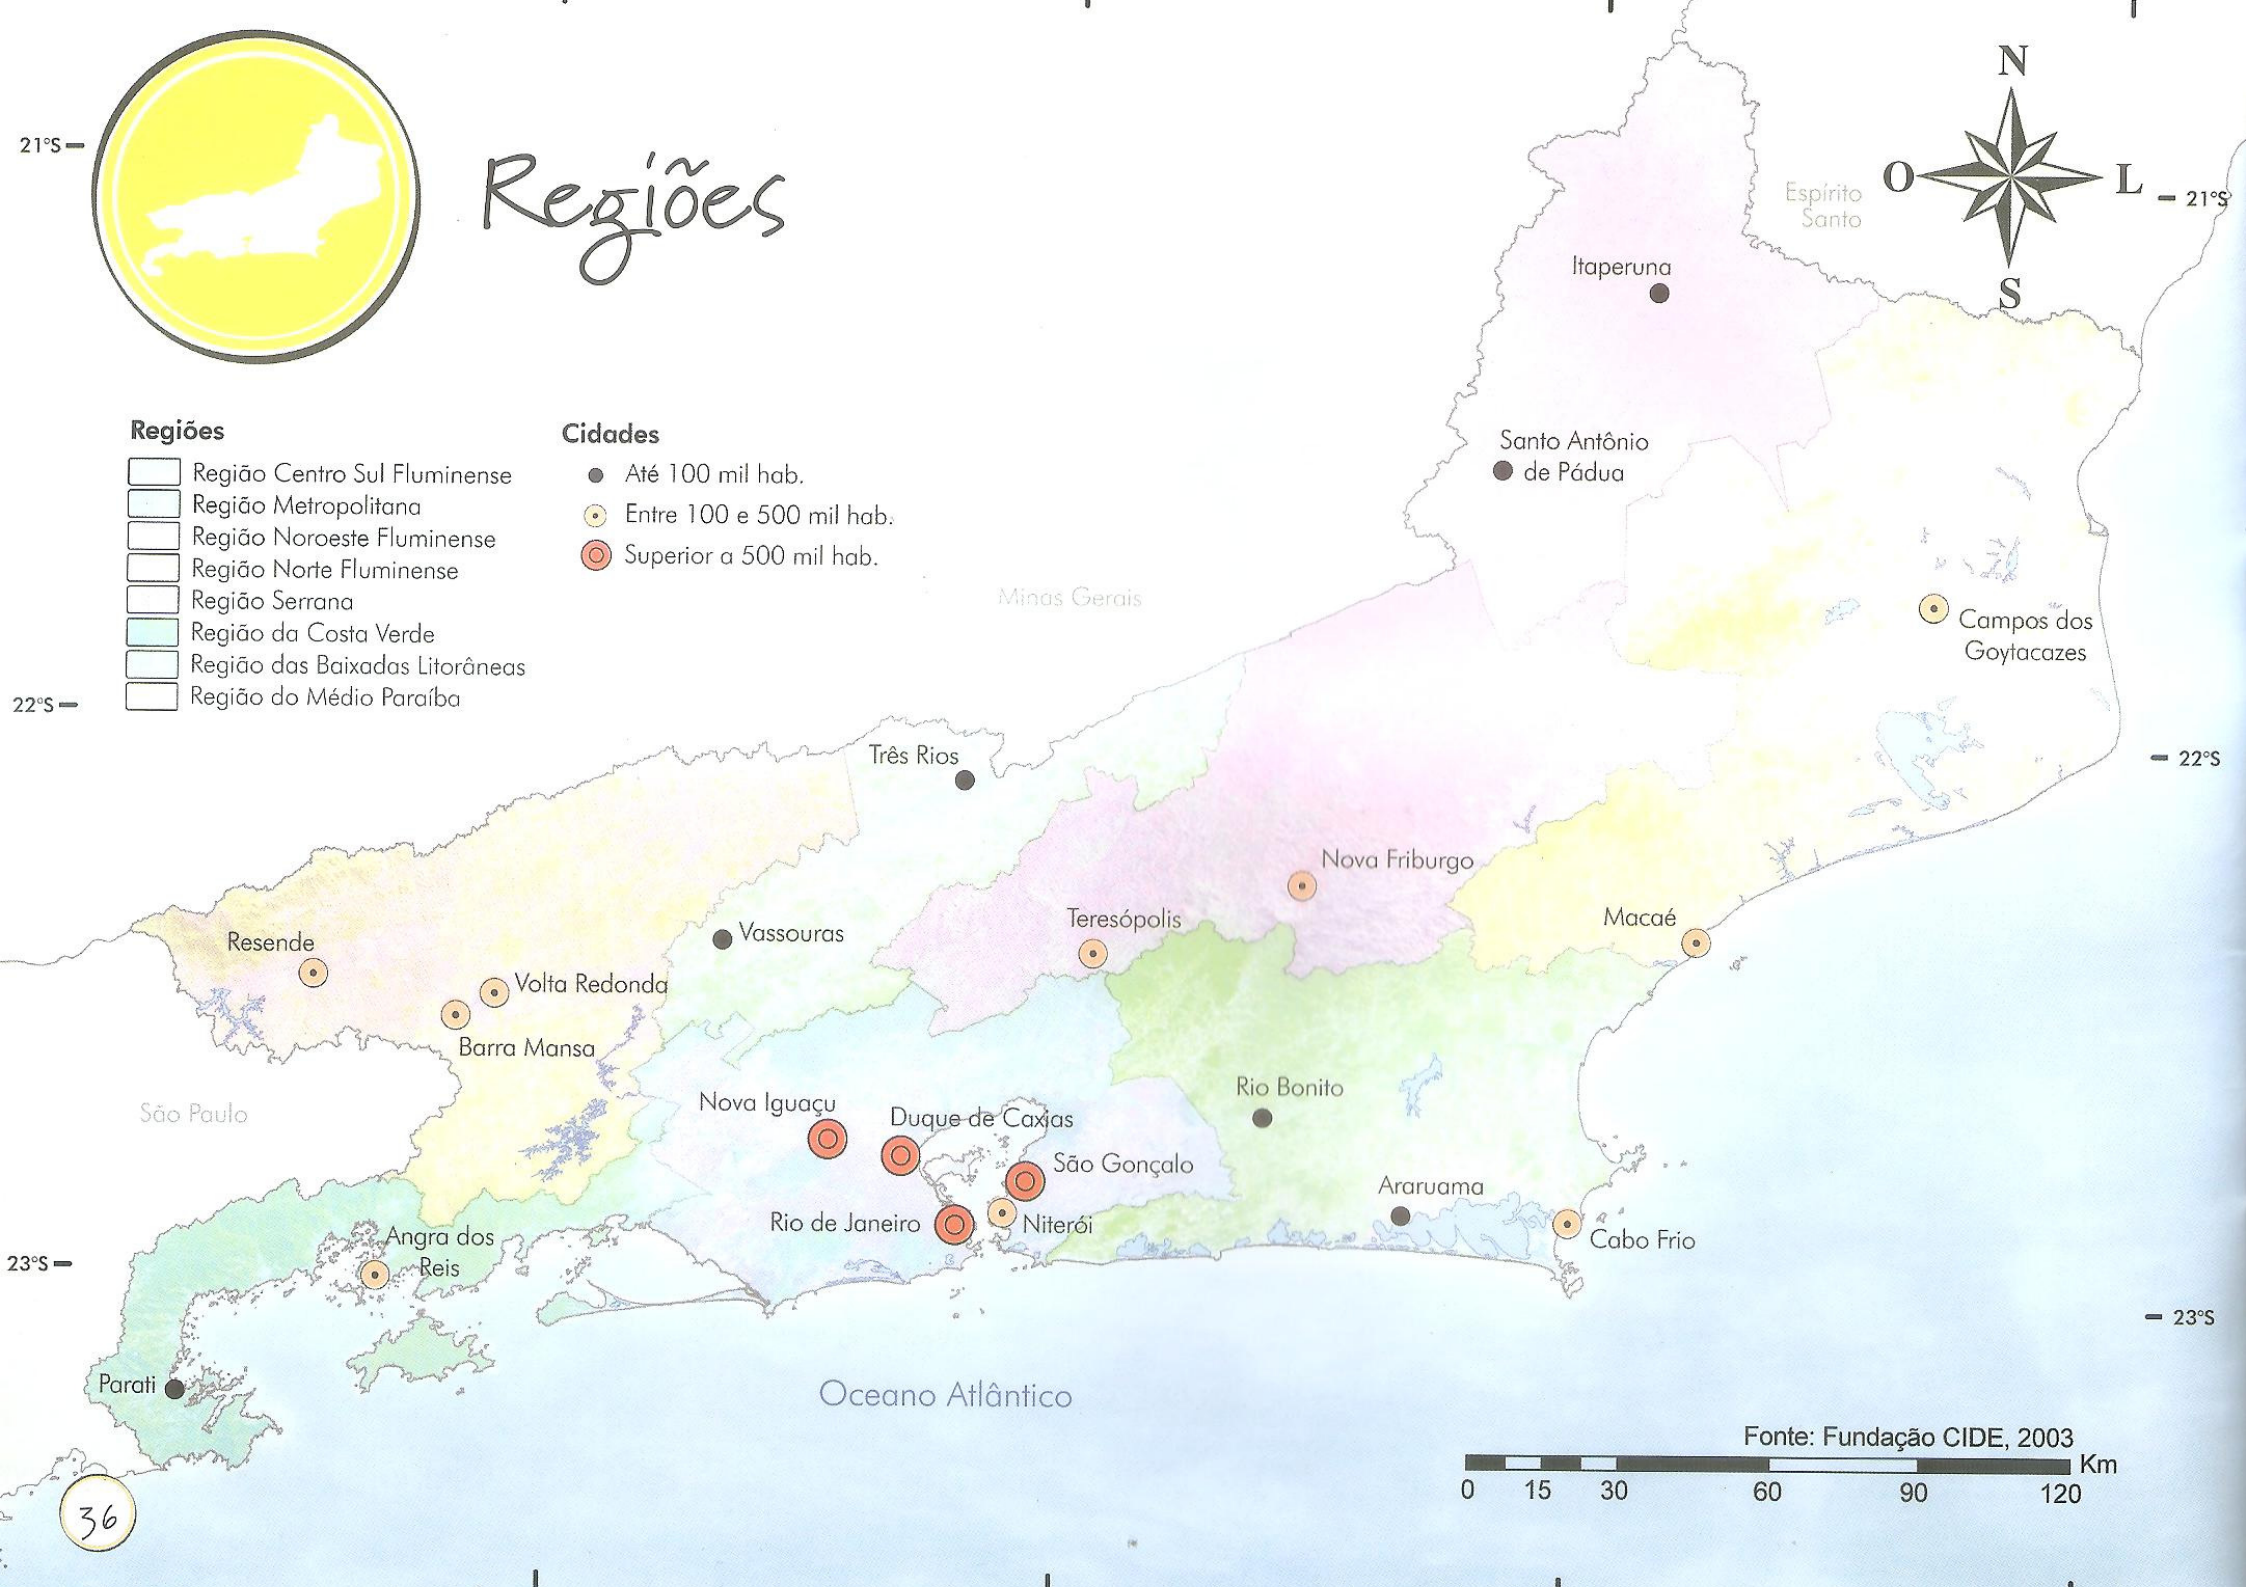 Regiões
N
O
L
S
21°S
21°S
Espírito
Santo
Itaperuna
Regiões
Região Centro Sul Fluminense
Região Metropolitana
Região Noroeste Fluminense
Região Norte Fluminense
Região Serrana
Região da Costa Verde
Região das Baixadas Litorâneas
Região do Médio Paraíba
Cidades
Até 100 mil hab.
Entre 100 e 500 mil hab.
Superior a 500 mil hab.
Santo Antônio
de Pádua
Minas Gerais
Campos dos
Goytacazes
22°S
22°S
Três Rios
Nova Friburgo
Teresópolis
Macaé
Vassouras
Resende
Volta Redonda
Barra Mansa
São Paulo
Nova Iguaçu
Duque de Caxias
Rio Bonito
São Gonçalo
Araruama
Rio de Janeiro
Niterói
Cabo Frio
Angra dos
Reis
23°S
23°S
Parati
Oceano Atlântico
Fonte: Fundação CIDE, 2003
Km
0 15 30 60 90 120
36